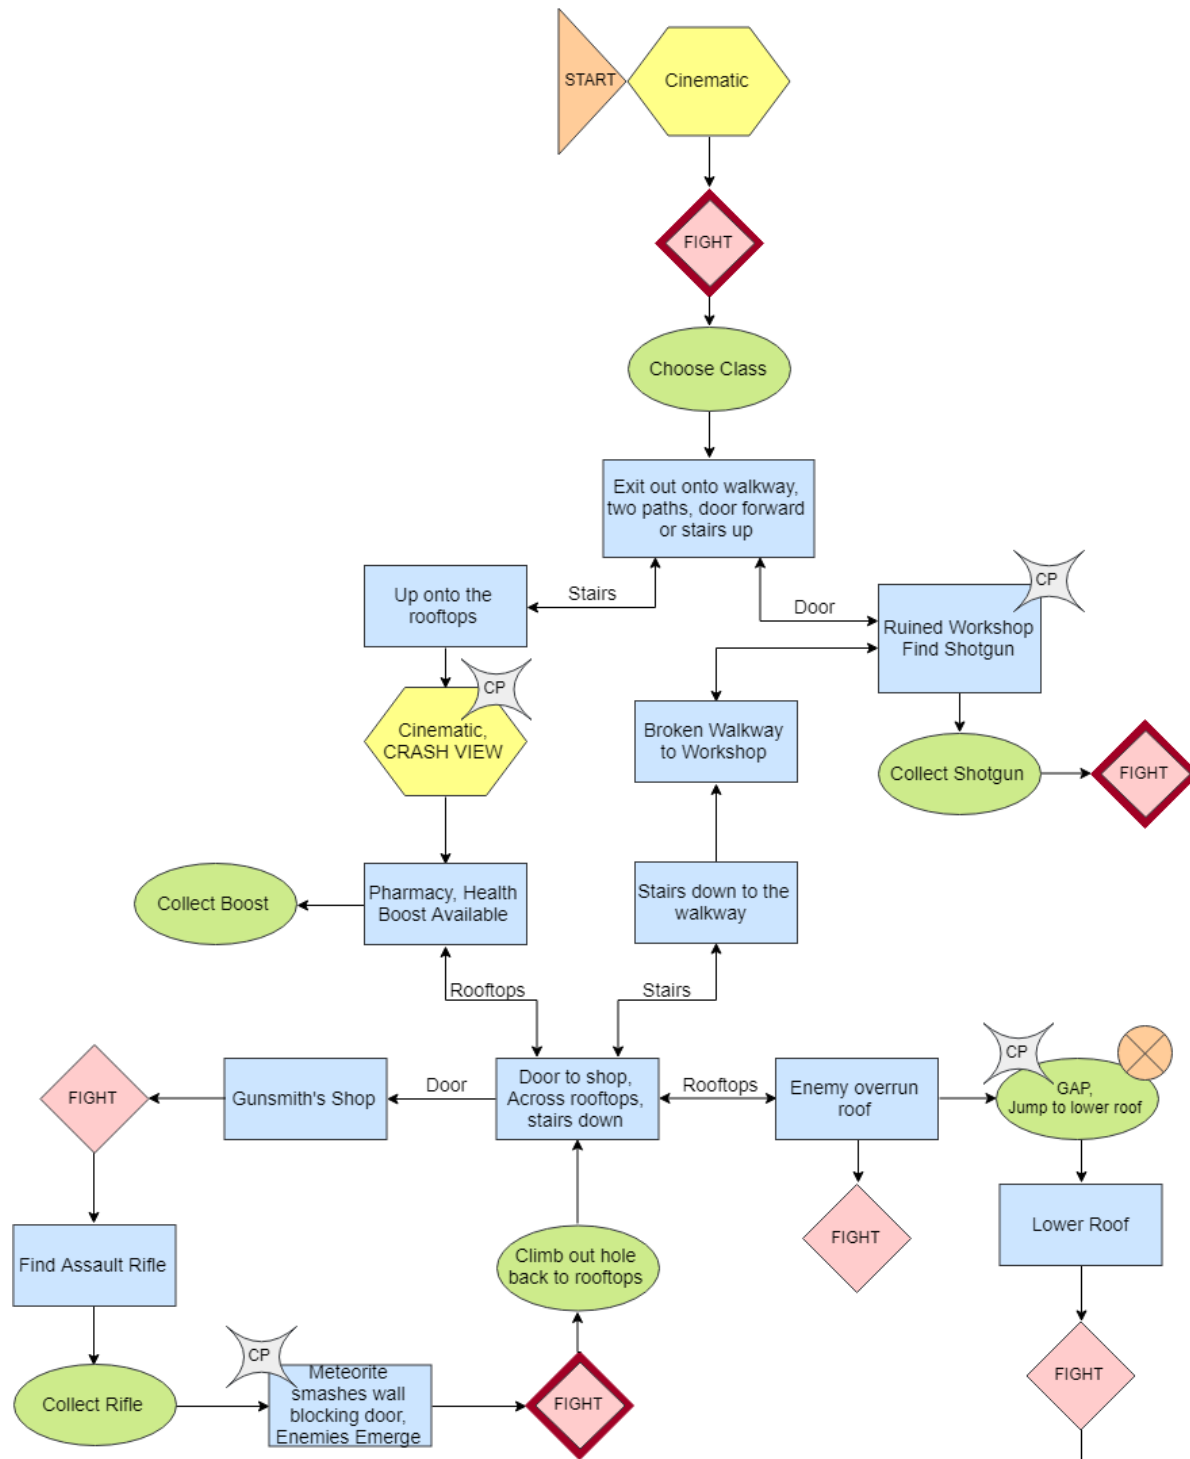 START
Cinematic
FIGHT
Choose Class
Exit out onto walkway,
two paths, door forward
or stairs up
Stairs
Door
Up onto the
rooftops
CP
Ruined Workshop
Find Shotgun
CP
Cinematic,
CRASH VIEW
Broken Walkway
to Workshop
Collect Shotgun
FIGHT
Collect Boost
Pharmacy, Health
Boost Available
Stairs down to the
walkway
Rooftops
Stairs
FIGHT
Gunsmith's Shop
Door
Door to shop,
Across rooftops,
stairs down
Rooftops
Enemy overrun
roof
CP
GAP,
Jump to lower roof
FIGHT
Lower Roof
Find Assault Rifle
Climb out hole
back to rooftops
CP
Collect Rifle
Meteorite
smashes wall
blocking door,
Enemies Emerge
FIGHT
FIGHT